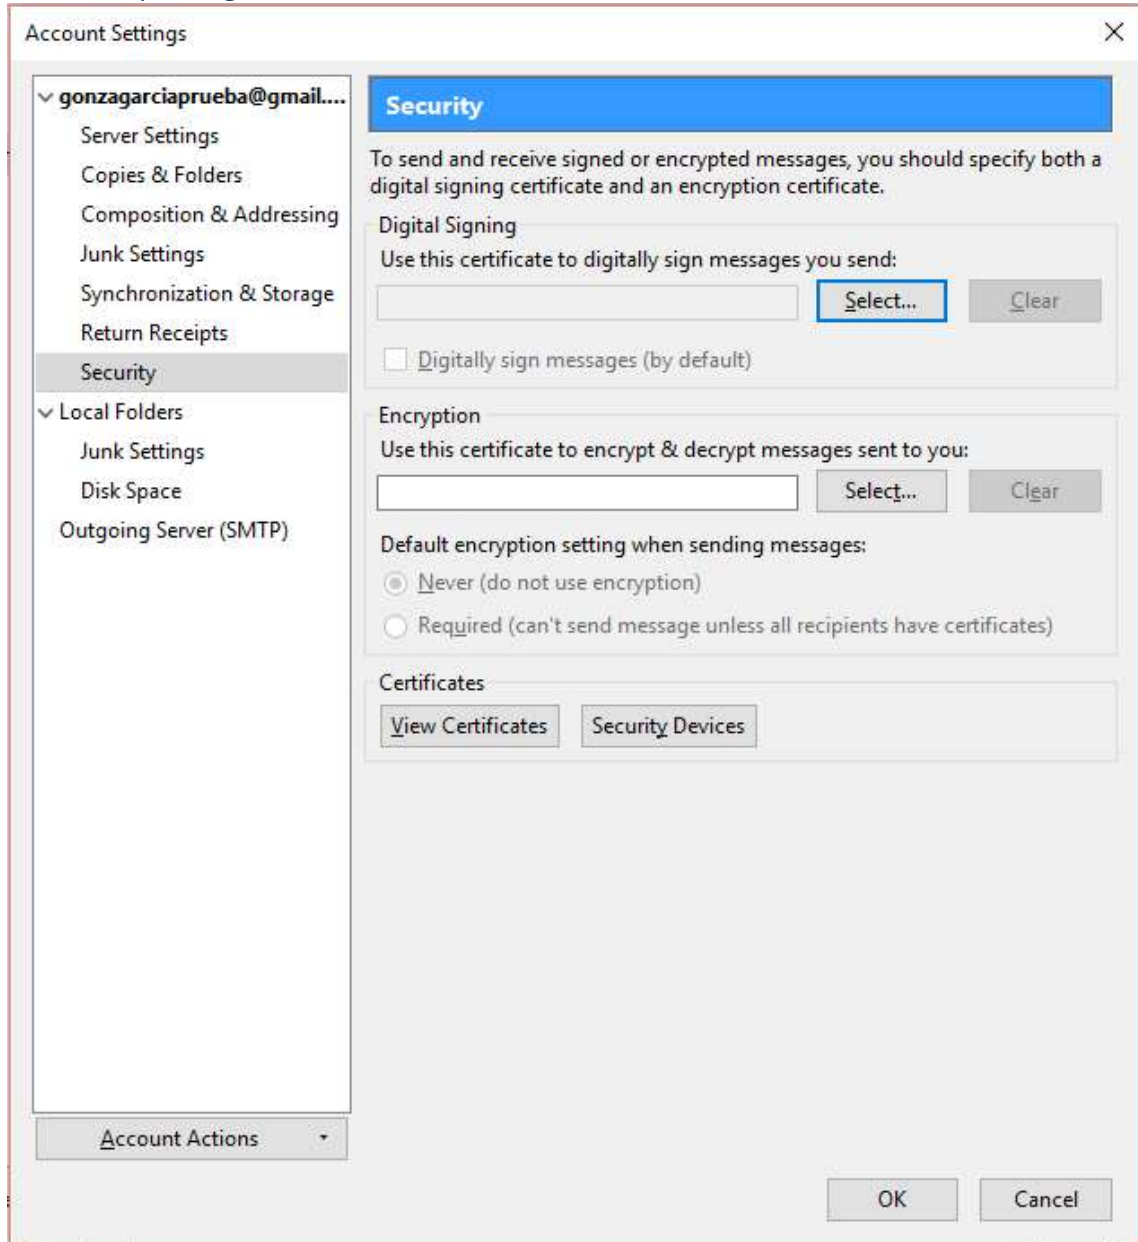 Account Settings
gonzagarciaprueba@gmail....
Server Settings
Copies & Folders
Composition & Addressing
Junk Settings
Synchronization & Storage
Return Receipts
Security
Local Folders
Junk Settings
Disk Space
Outgoing Server (SMTP)
Account Actions
Security
To send and receive signed or encrypted messages, you should specify both a
digital signing certificate and an encryption certificate.
Digital Signing
Use this certificate to digitally sign messages you send:
Select... Clear
Digitally sign messages (by default)
Encryption
Use this certificate to encrypt & decrypt messages sent to you:
Select... Clear
Default encryption setting when sending messages:
Never (do not use encryption)
Required (can't send message unless all recipients have certificates)
Certificates
View Certificates Security Devices
OK Cancel